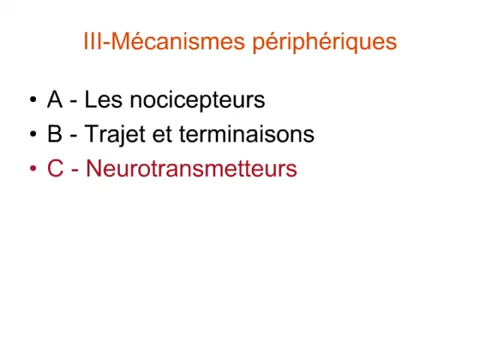 III-Mécanismes périphériques
• A - Les nocicepteurs
• B - Trajet et terminaisons
• C - Neurotransmetteurs